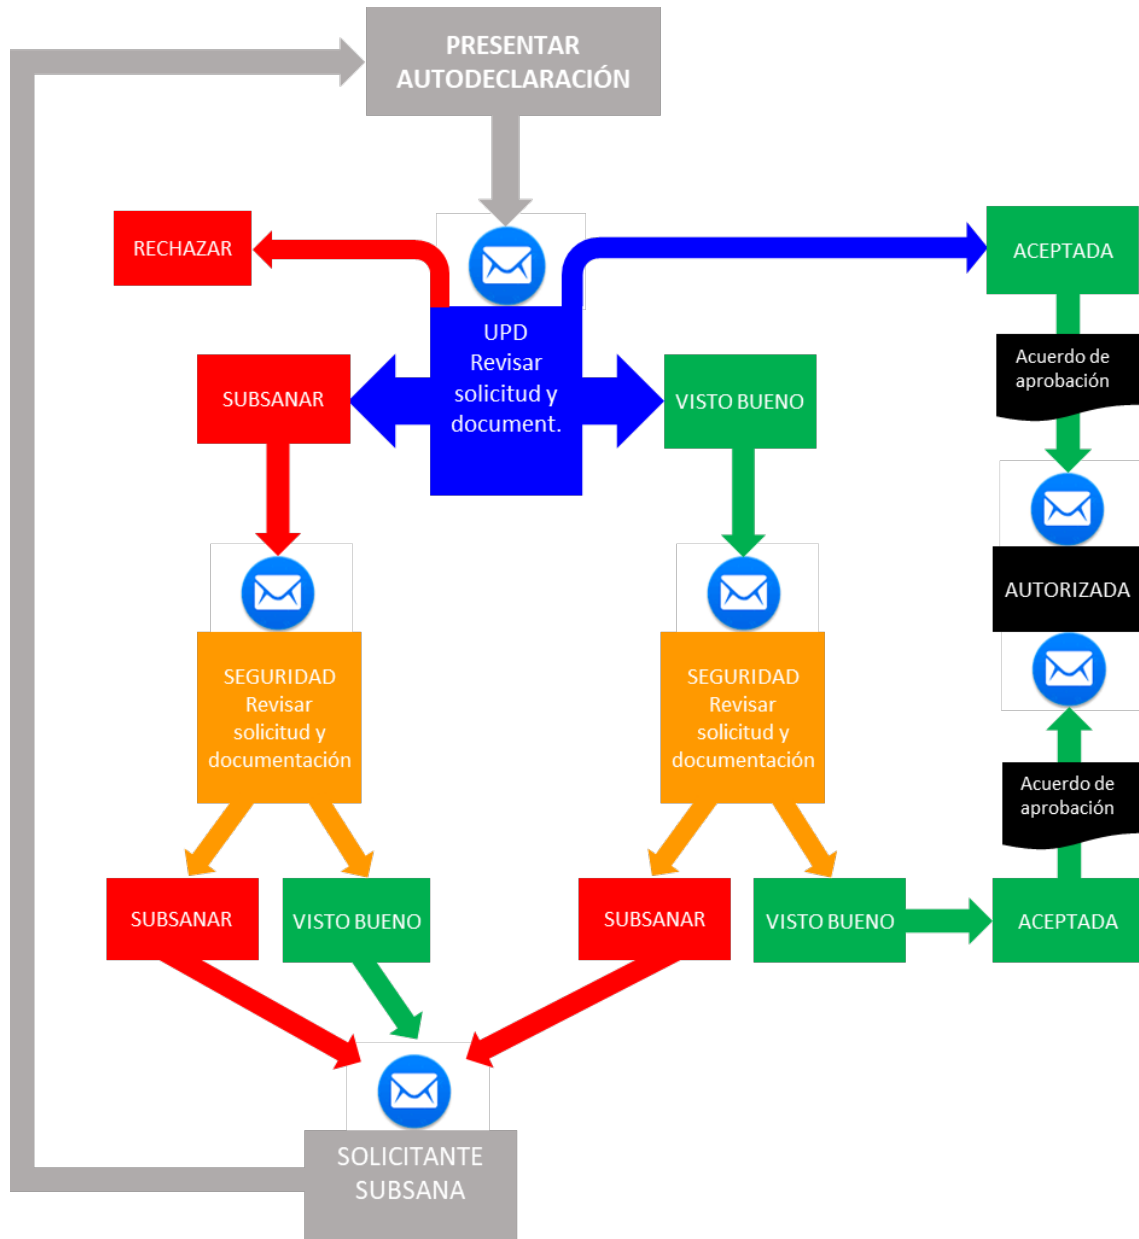 PRESENTAR
AUTODECLARACIÓN
RECHAZAR
ACEPTADA
UPD
Revisar
solicitud y
document.
SUBSANAR
VISTO BUENO
Acuerdo de
aprobación
AUTORIZADA
SEGURIDAD
Revisar
solicitud y
documentación
SEGURIDAD
Revisar
solicitud y
documentación
Acuerdo de
aprobación
SUBSANAR
VISTO BUENO
SUBSANAR
VISTO BUENO
ACEPTADA
SOLICITANTE
SUBSANA